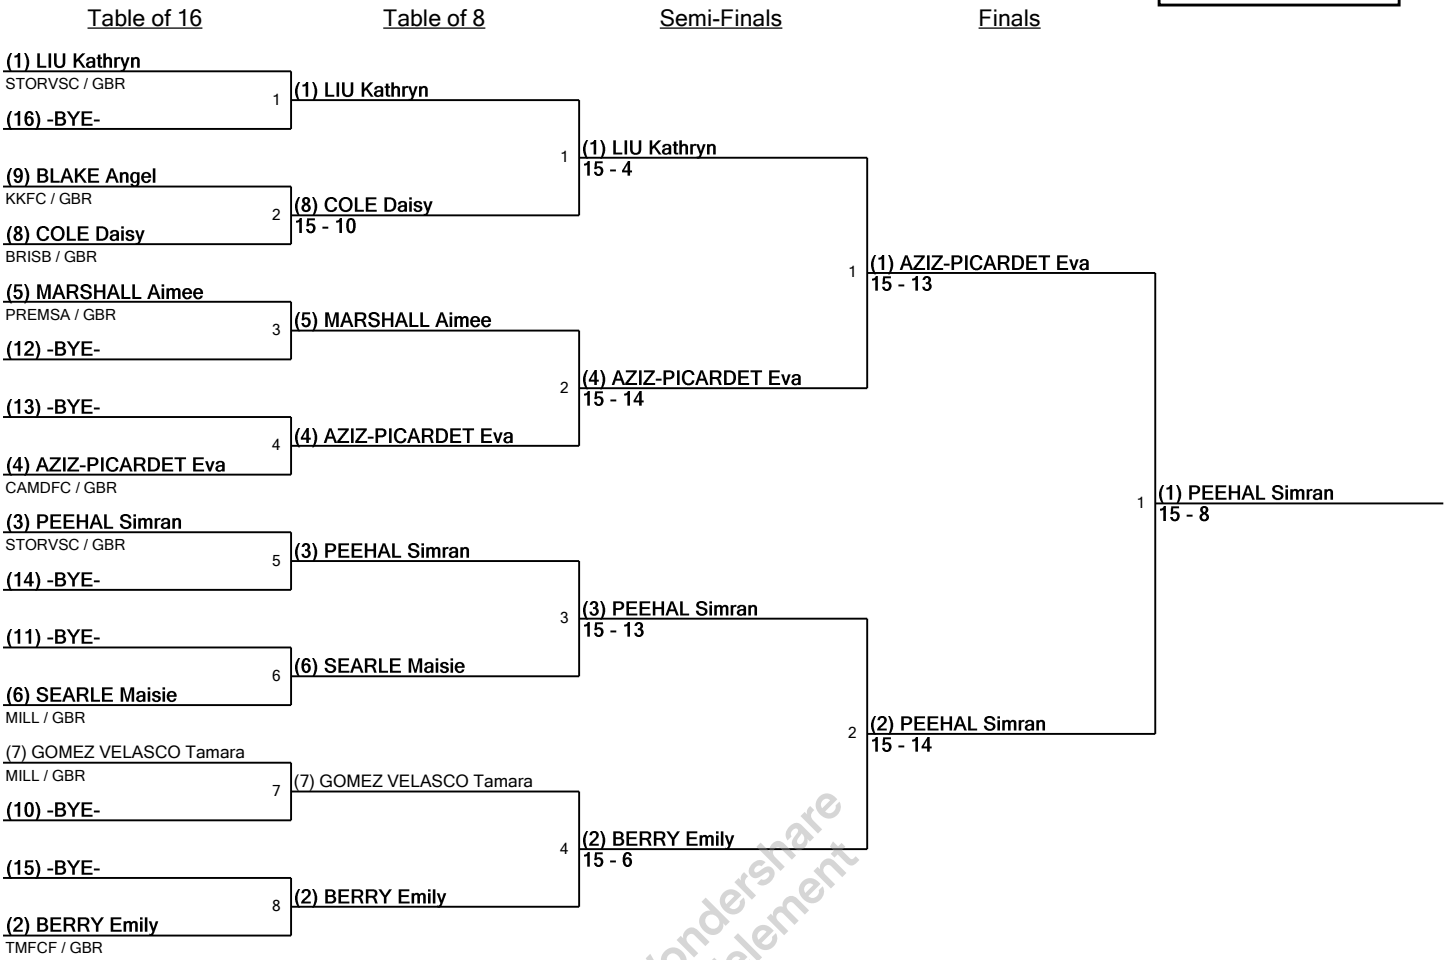 Table of 16
Table of 8
Semi-Finals
Finals
(1) LIU Kathryn
STORVSC / GBR
(16) -BYE-
(9) BLAKE Angel
KKFC / GBR
(8) COLE Daisy
BRISB / GBR
(5) MARSHALL Aimee
PREMSA / GBR
(12) -BYE-
(13) -BYE-
(4) AZIZ-PICARDET Eva
CAMDFC / GBR
(3) PEEHAL Simran
STORVSC / GBR
(14) -BYE-
(11) -BYE-
(6) SEARLE Maisie
MILL / GBR
(7) GOMEZ VELASCO Tamara
MILL / GBR
(10) -BYE-
(15) -BYE-
(2) BERRY Emily
TMFCF / GBR
1
(1) LIU Kathryn
2
(8) COLE Daisy
15 - 10
3
(5) MARSHALL Aimee
4
(4) AZIZ-PICARDET Eva
5
(3) PEEHAL Simran
6
(6) SEARLE Maisie
7
(7) GOMEZ VELASCO Tamara
8
(2) BERRY Emily
1
(1) LIU Kathryn
15 - 4
2
(4) AZIZ-PICARDET Eva
15 - 14
3
(3) PEEHAL Simran
15 - 13
4
(2) BERRY Emily
15 - 6
1
(1) AZIZ-PICARDET Eva
15 - 13
2
(2) PEEHAL Simran
15 - 14
1
(1) PEEHAL Simran
15 - 8